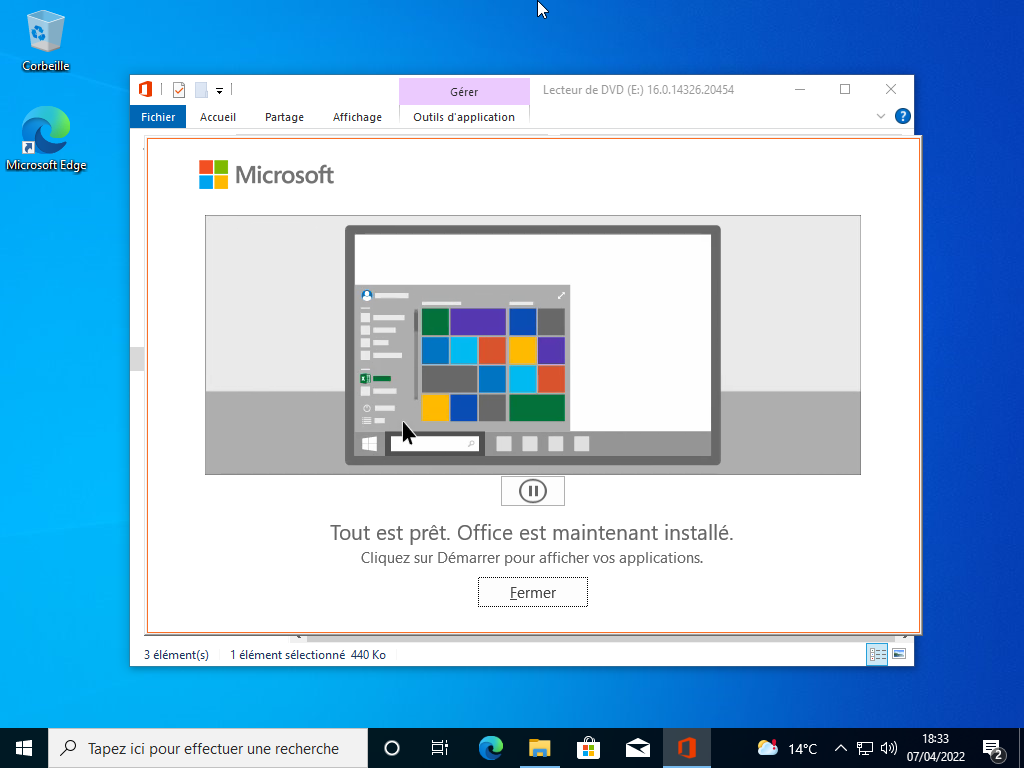 Corbeille
Microsoft Edge
Gérer
Lecteur de DVD (E:) 16.0.14326.20454
Fichier
Accueil
Partage
Affichage
Outils d'application
Microsoft
Tout est prêt. Office est maintenant installé.
Cliquez sur Démarrer pour afficher vos applications.
Fermer
3 élément(s)
1 élément sélectionné 440 Ko
Tapez ici pour effectuer une recherche
14°C
18:33
07/04/2022
2